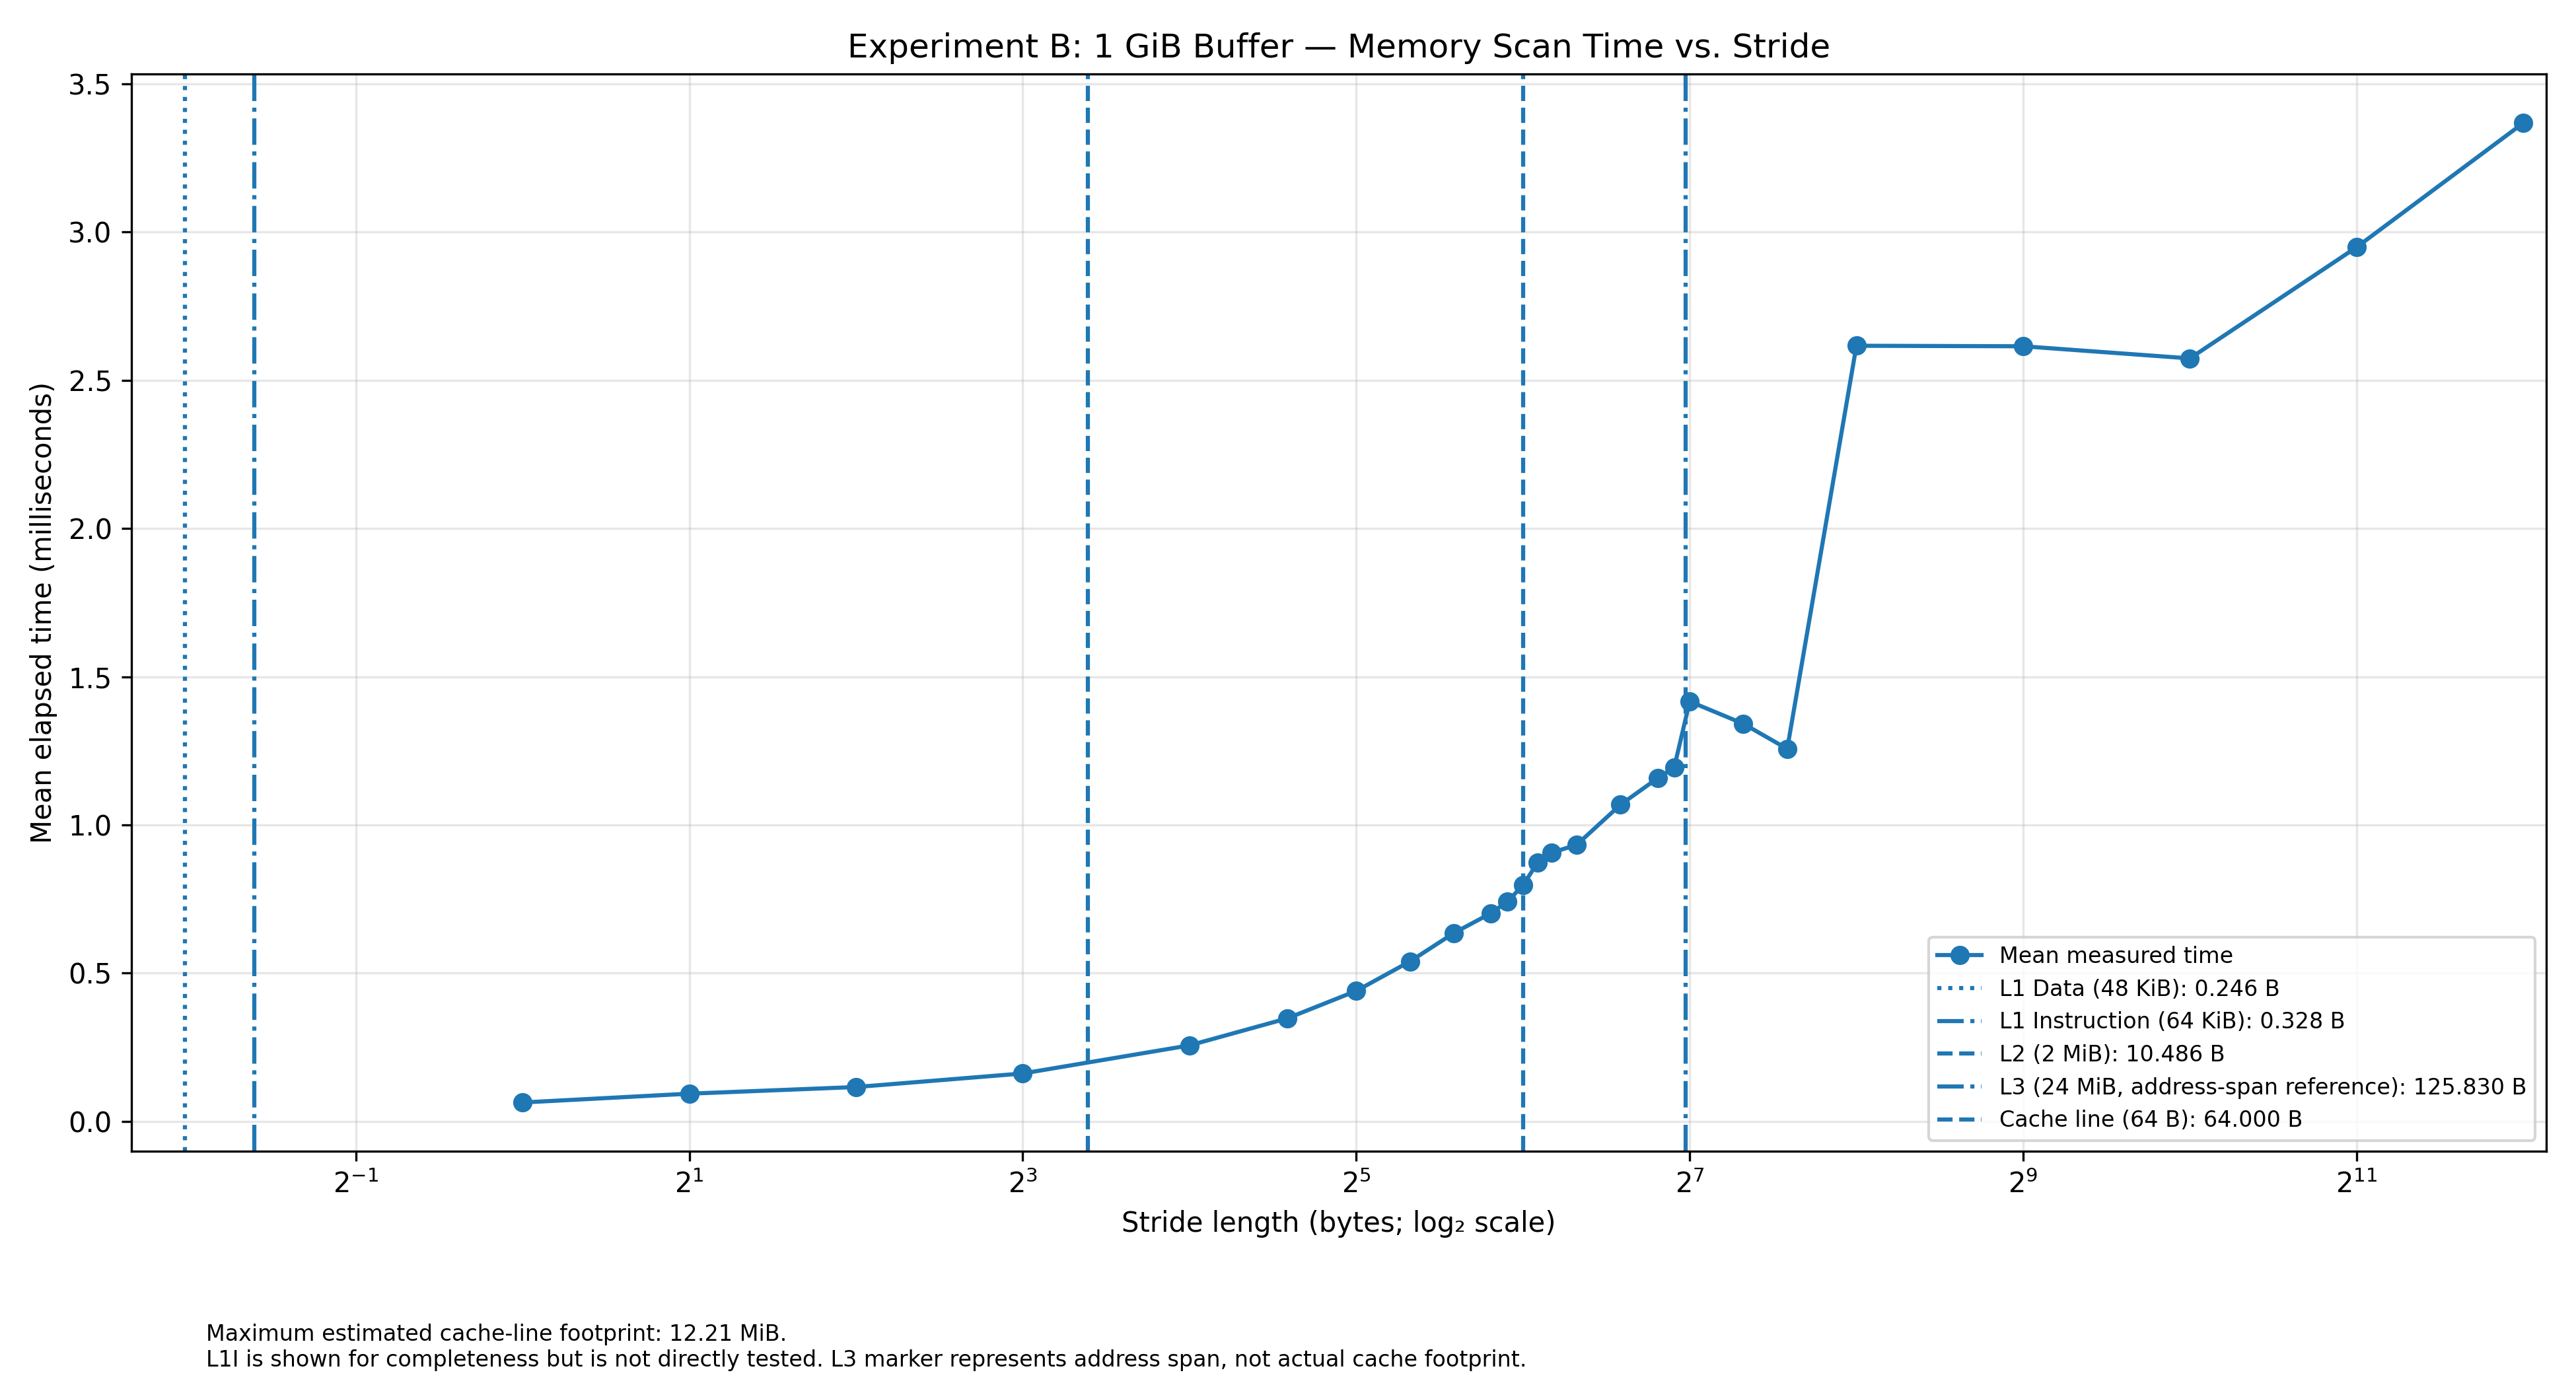 Experiment B: 1 GiB Buffer — Memory Scan Time vs. Stride
Mean elapsed time (milliseconds)
3.5
3.0
2.5
2.0
1.5
1.0
0.5
0.0
Mean measured time
L1 Data (48 KiB): 0.246 B
L1 Instruction (64 KiB): 0.328 B
L2 (2 MiB): 10.486 B
L3 (24 MiB, address-span reference): 125.830 B
Cache line (64 B): 64.000 B
2⁻¹ 2¹ 2³ 2⁵ 2⁷ 2⁹ 2¹¹
Stride length (bytes; log₂ scale)
Maximum estimated cache-line footprint: 12.21 MiB.
L1I is shown for completeness but is not directly tested. L3 marker represents address span, not actual cache footprint.